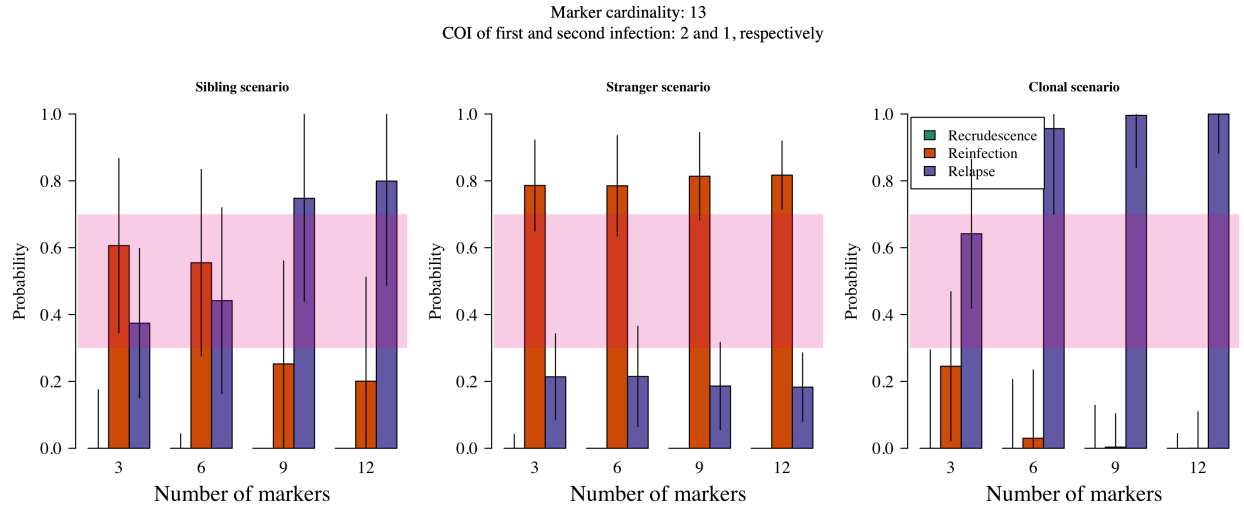 Marker cardinality: 13
COI of first and second infection: 2 and 1, respectively
Sibling scenario
Probability
1.0
0.8
0.6
0.4
0.2
0.0
3 6 9 12
Number of markers
Stranger scenario
Probability
1.0
0.8
0.6
0.4
0.2
0.0
3 6 9 12
Number of markers
Clonal scenario
Probability
1.0
0.8
0.6
0.4
0.2
0.0
Recrudescence
Reinfection
Relapse
3 6 9 12
Number of markers